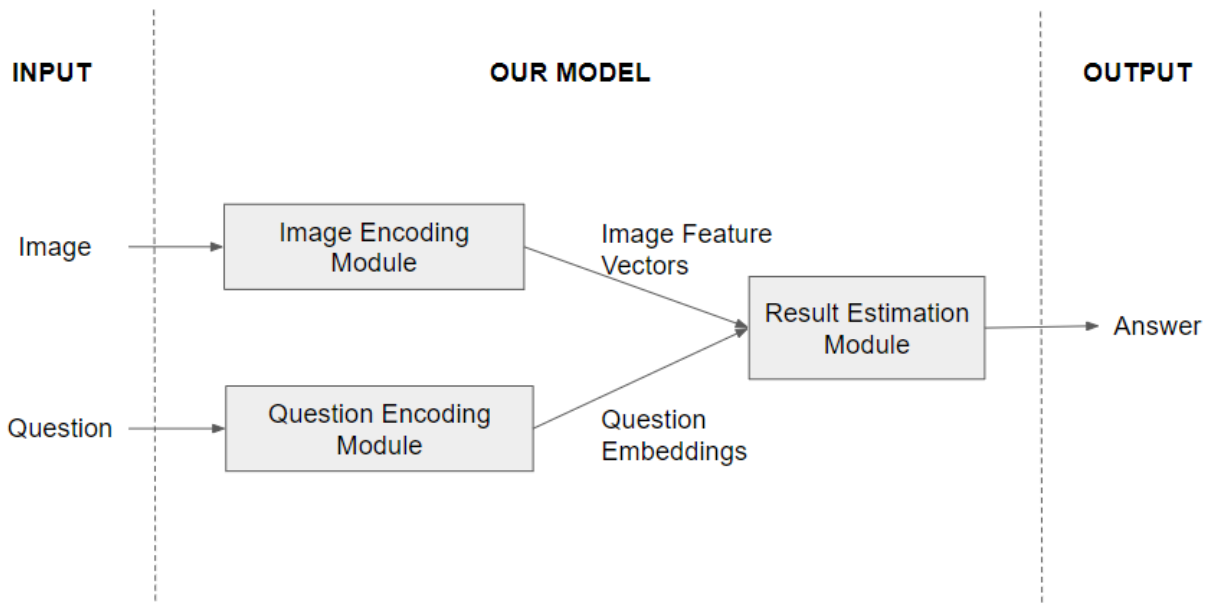 INPUT
OUR MODEL
OUTPUT
Image
Image Encoding
Module
Image Feature
Vectors
Result Estimation
Module
Answer
Question
Question Encoding
Module
Question
Embeddings